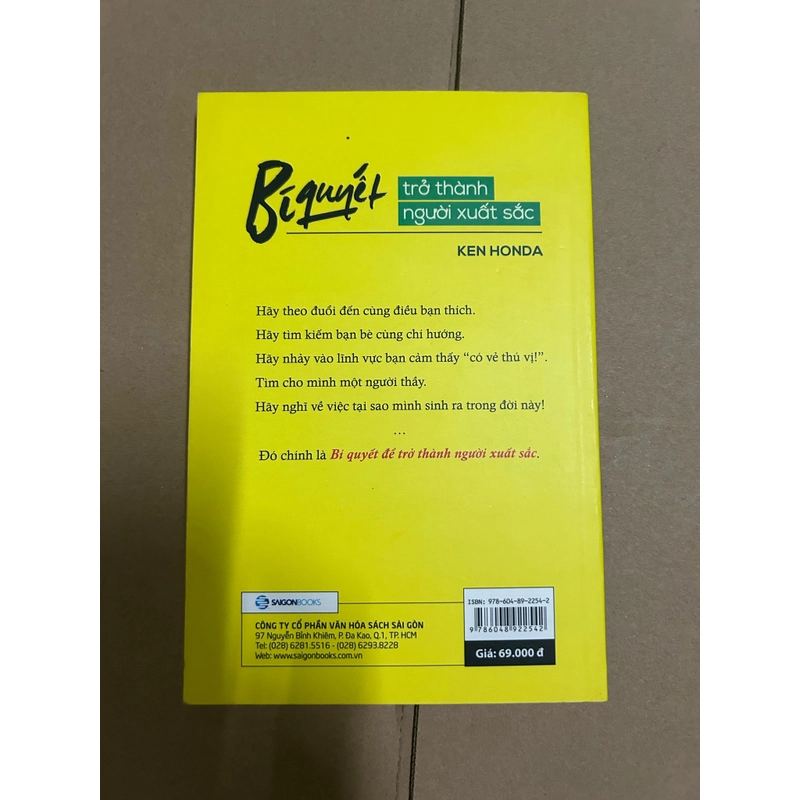 Bí quyết
trở thành
người xuất sắc
KEN HONDA
Hãy theo đuổi đến cùng điều bạn thích.
Hãy tìm kiếm bạn bè cùng chí hướng.
Hãy nhảy vào lĩnh vực bạn cảm thấy “có vẻ thú vị!”.
Tìm cho mình một người thầy.
Hãy nghĩ về việc tại sao mình sinh ra trong đời này!
...
Đó chính là Bí quyết để trở thành người xuất sắc.
SAIGONBOOKS
CÔNG TY CỔ PHẦN VĂN HÓA SÁCH SÀI GÒN
97 Nguyễn Bỉnh Khiêm, P. Đa Kao, Q.1, TP. HCM
Tel: (028) 6281.5516 - (028) 6293.8228
Web: www.saigonbooks.com.vn
ISBN: 978-604-89-2254-2
9 786048 922542
Giá: 69.000 đ